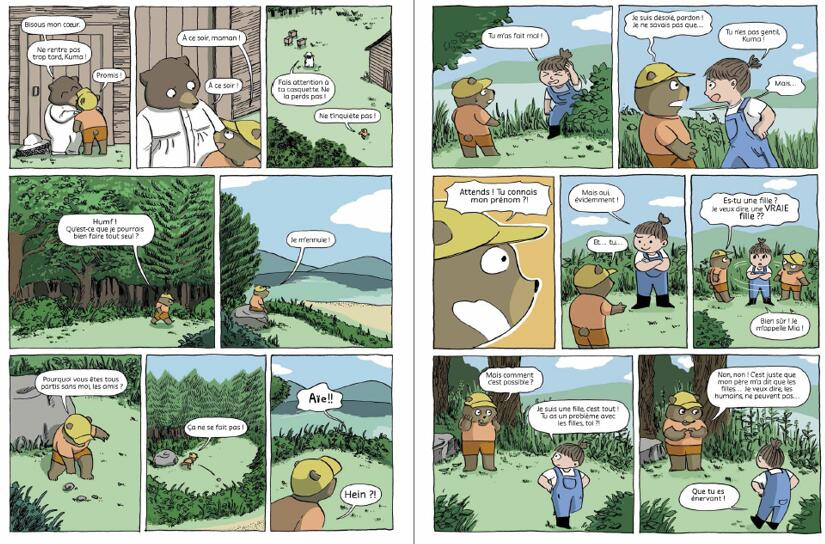 Bisous mon cœur.
Ne rentre pas
trop tard, Kuma !
Promis !
À ce soir, maman !
À ce soir !
Fais attention à
ta casquette. Ne
la perds pas !
Ne t'inquiète pas !
Humf !
Qu'est-ce que je pourrais
bien faire tout seul ?
Je m'ennuie !
Pourquoi vous êtes tous
partis sans moi, les amis ?
Ça ne se fait pas !
Aïe!!
Hein ?!
Tu m'as fait mal !
Je suis désolé, pardon !
Je ne savais pas que...
Tu n'es pas gentil,
Kuma !
Mais...
Attends ! Tu connais
mon prénom ?!
Mais oui,
évidemment !
Et... tu...
Es-tu une fille ?
Je veux dire, une VRAIE
fille ??
Bien sûr ! Je
m'appelle Mia !
Mais comment
c'est possible ?
Je suis une fille, c'est tout !
Tu as un problème avec
les filles, toi ?!
Non, non ! C'est juste que
mon père m'a dit que les
filles... Je veux dire, les
humains, ne peuvent pas...
Que tu es
énervant !